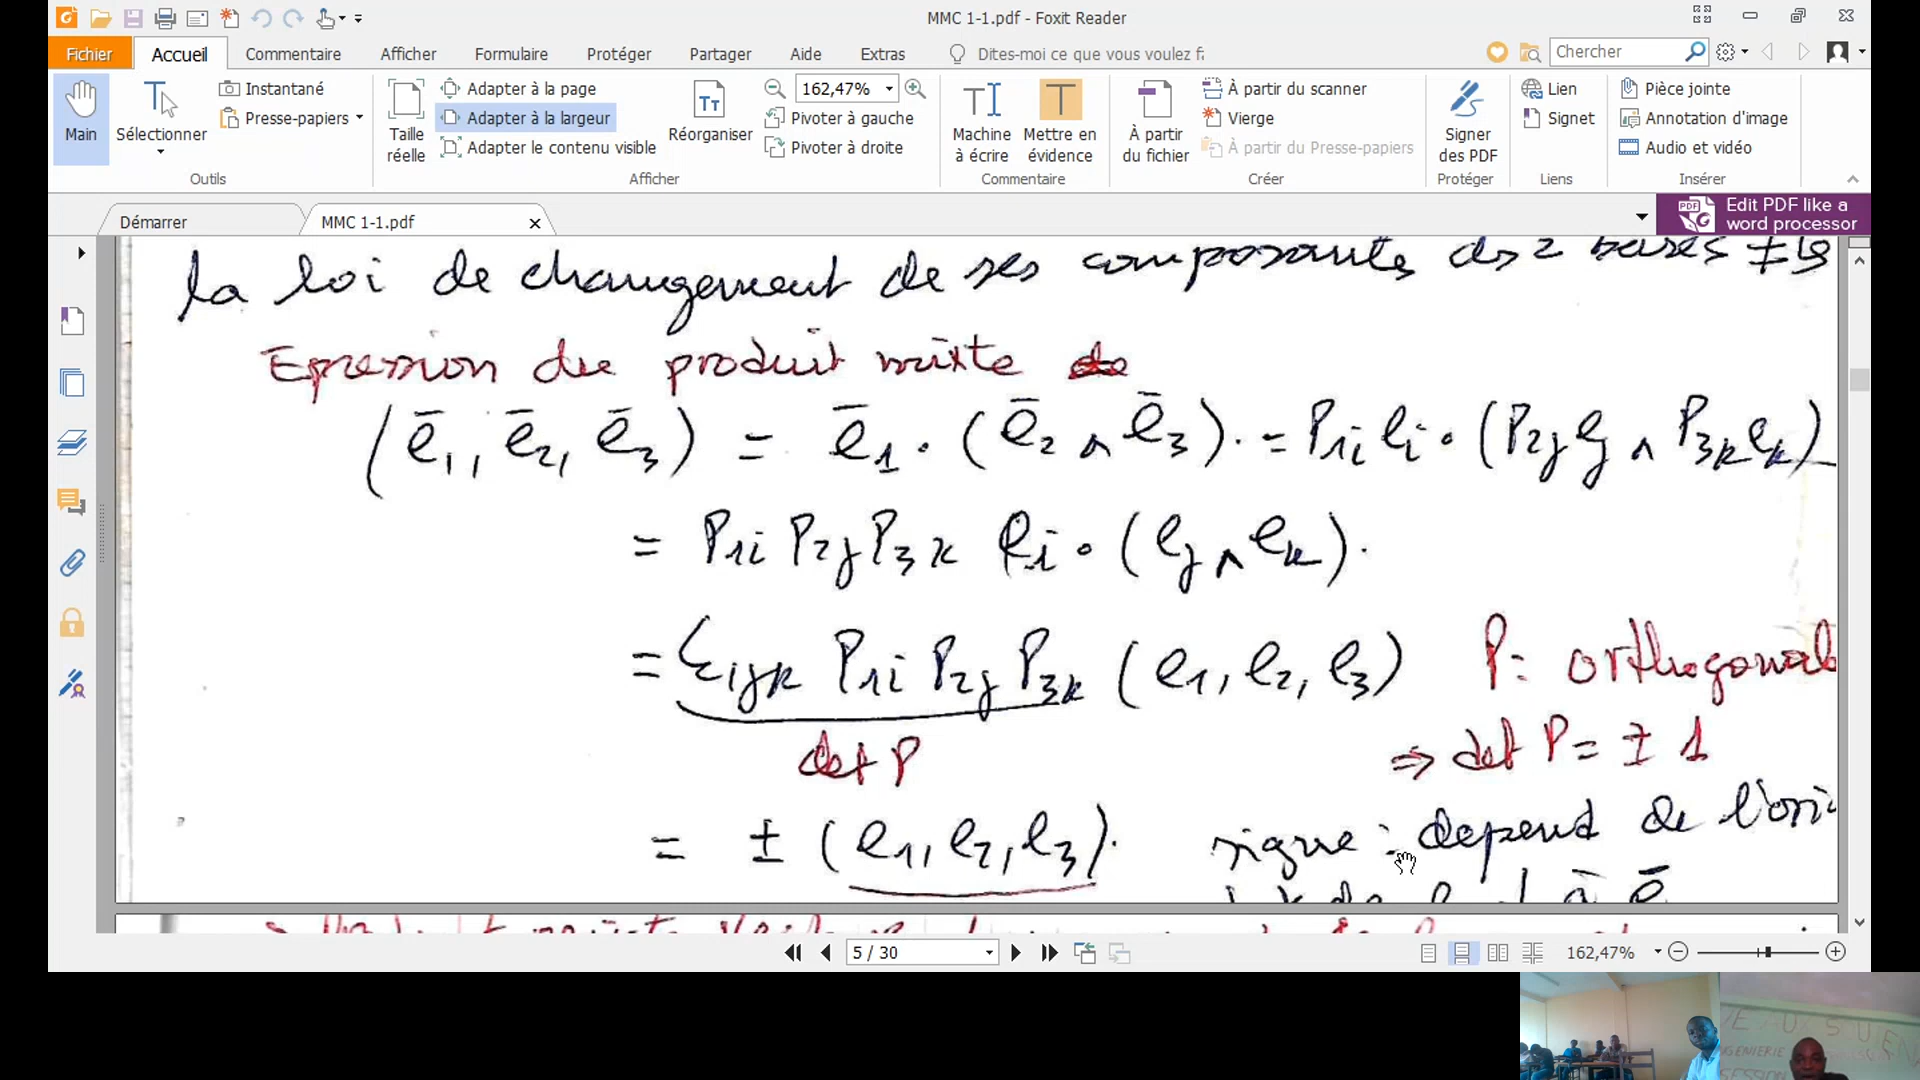 MMC 1-1.pdf - Foxit Reader
Fichier Accueil Commentaire Afficher Formulaire Protéger Partager Aide Extras Dites-moi ce que vous voulez f Chercher
Main
Sélectionner
Instantané
Presse-papiers
Outils
Taille réelle
Adapter à la page
Adapter à la largeur
Adapter le contenu visible
Réorganiser
162,47%
Pivoter à gauche
Pivoter à droite
Afficher
Machine à écrire
Mettre en évidence
Commentaire
À partir du fichier
À partir du scanner
Vierge
À partir du Presse-papiers
Créer
Signer des PDF
Protéger
Lien
Signet
Liens
Pièce jointe
Annotation d'image
Audio et vidéo
Insérer
Démarrer MMC 1-1.pdf
Edit PDF like a
word processor
la loi de changement de ses composantes ds 2 bases ≠
Epression du produit mixte
(ē₁, ē₂, ē₃) = ē₁ • (ē₂ ∧ ē₃). = P₁ᵢ eᵢ • (P₂ⱼ eⱼ ∧ P₃ₖ eₖ)
= P₁ᵢ P₂ⱼ P₃ₖ eᵢ • (eⱼ ∧ eₖ).
= εᵢⱼₖ P₁ᵢ P₂ⱼ P₃ₖ (e₁, e₂, e₃) P: orthogonal
det P ⇒ det P = ± 1
= ± (e₁, e₂, e₃). signe : depend de l'ori
5 / 30
162,47%